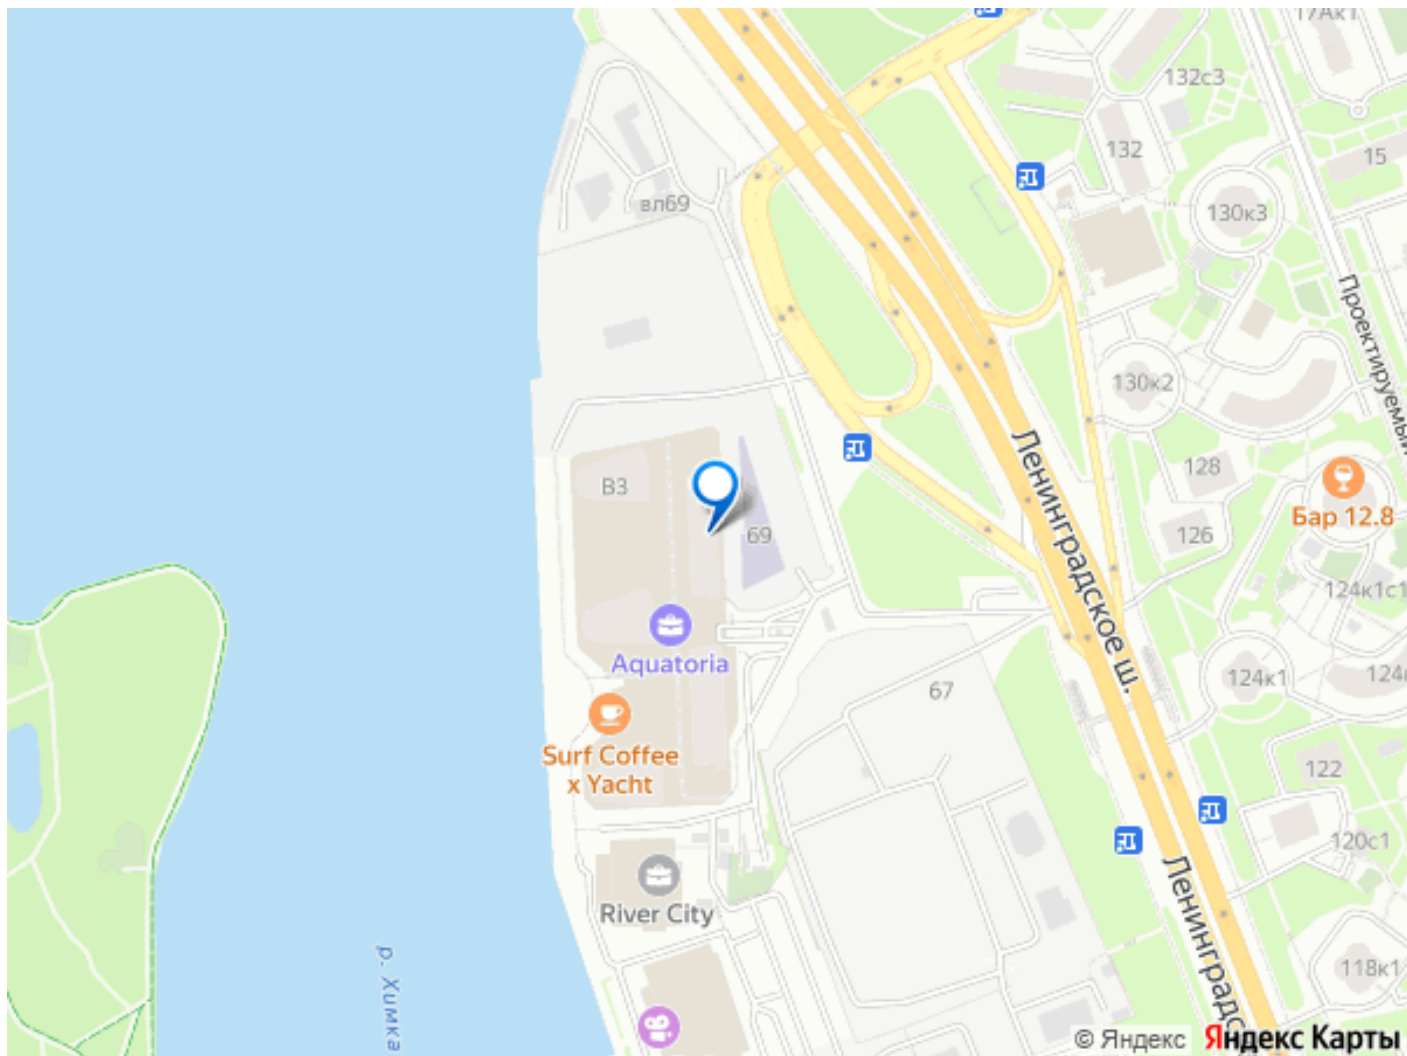 17Ак1
132с3
132
15
вл69
130к3
Проектируемый
130к2
Ленинградское ш.
128
В3
Бар 12.8
69
126
124к1с1
Aquatoria
124к1
67
Surf Coffee
x Yacht
122
120с1
River City
Ленинградс
р. Химка
118к1
© Яндекс Яндекс Карты